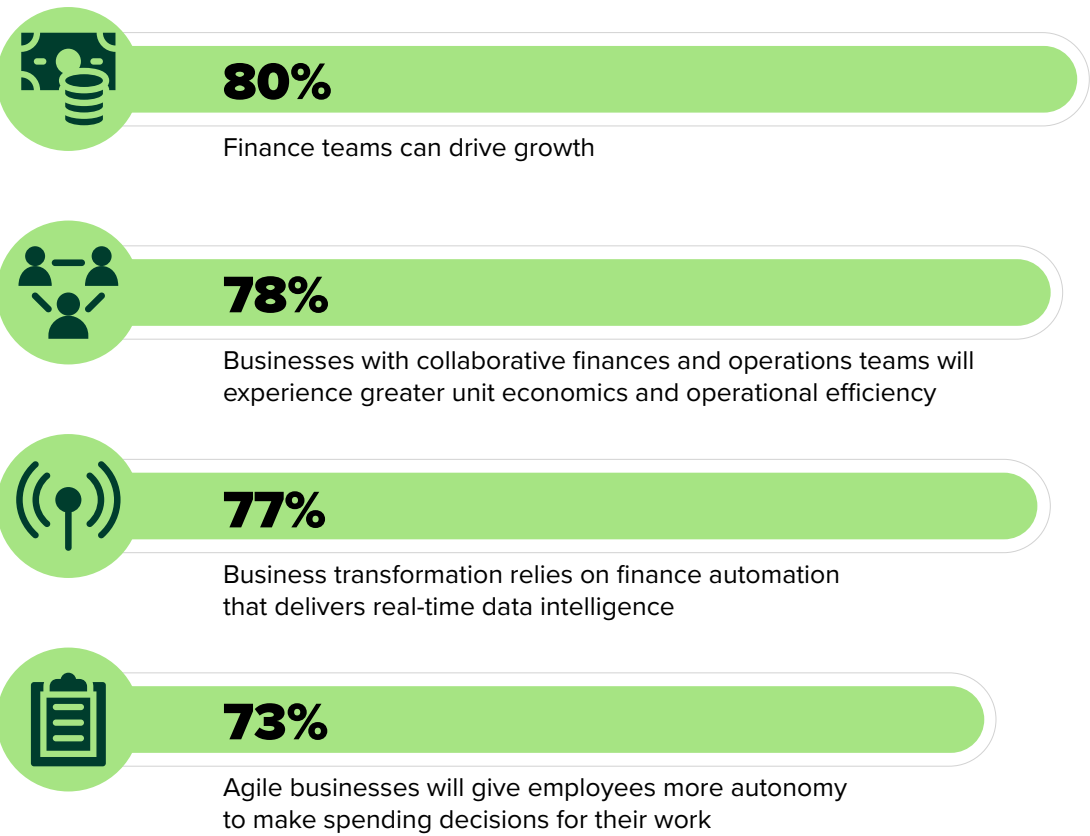 80%
Finance teams can drive growth
78%
Businesses with collaborative finances and operations teams will
experience greater unit economics and operational efficiency
77%
Business transformation relies on finance automation
that delivers real-time data intelligence
73%
Agile businesses will give employees more autonomy
to make spending decisions for their work